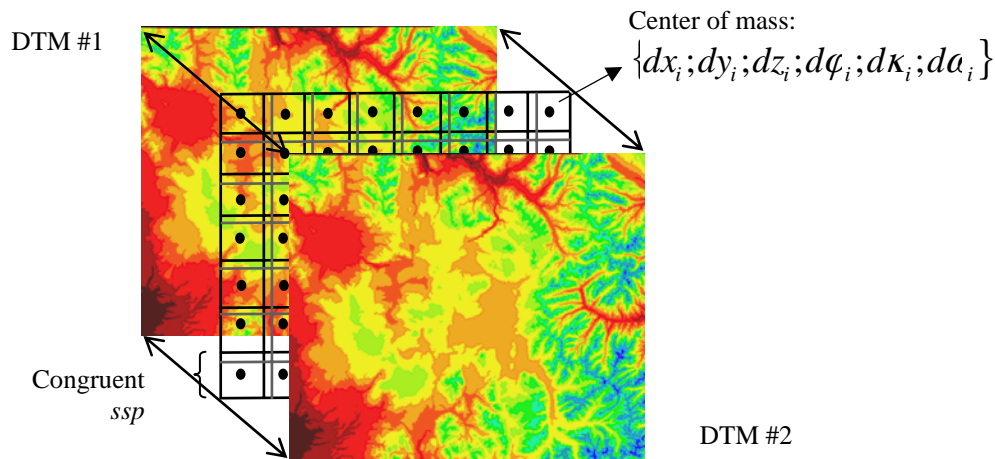 DTM #1
Center of mass:
{dx_i;dy_i;dz_i;dφ_i;dκ_i;dα_i}
Congruent
ssp
DTM #2